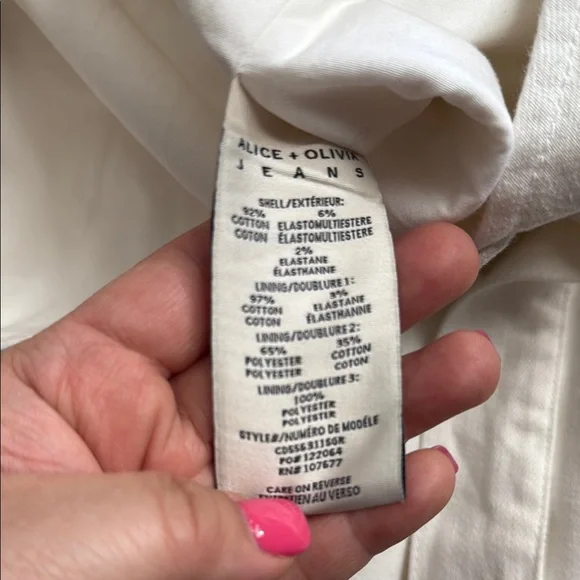 ALICE + OLIVIA
JEANS
SHELL/EXTÉRIEUR:
92% 6%
COTTON ELASTOMULTIESTERE
COTON ÉLASTOMULTIESTERE
2%
ELASTANE
ÉLASTHANNE
LINING/DOUBLURE 1:
97% 3%
COTTON ELASTANE
COTON ÉLASTHANNE
LINING/DOUBLURE 2:
65% 35%
POLYESTER COTTON
POLYESTER COTON
LINING/DOUBLURE 3:
100%
POLYESTER
POLYESTER
STYLE#/NUMÉRO DE MODÈLE
CD556311SGR
PO# 122064
RN# 107677
CARE ON REVERSE
ENTRETIEN AU VERSO